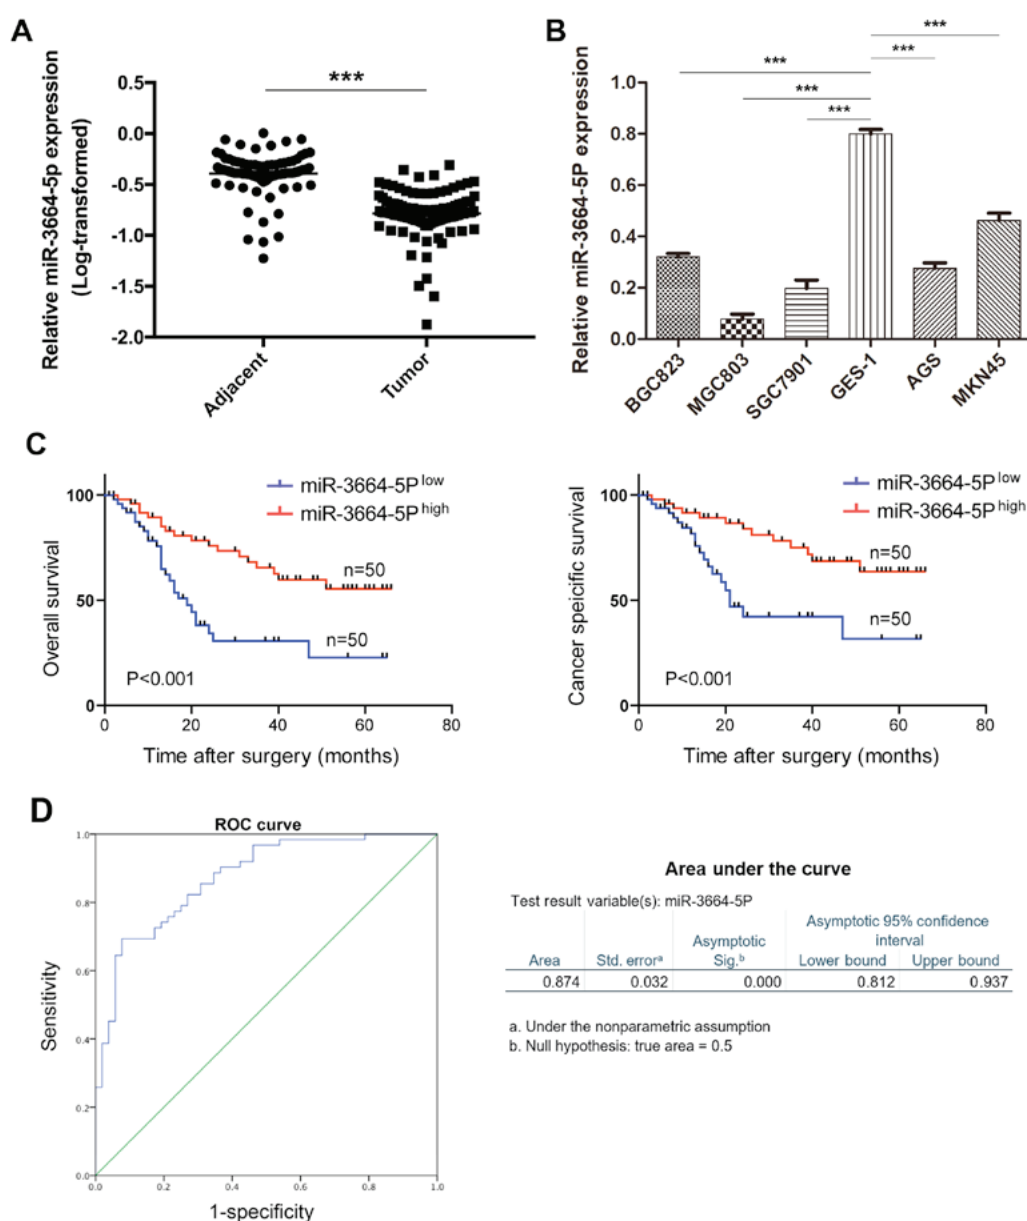 A
Relative miR-3664-5p expression
(Log-transformed)
0.5
0.0
-0.5
-1.0
-1.5
-2.0
***
Adjacent
Tumor
B
Relative miR-3664-5P expression
1.0
0.8
0.6
0.4
0.2
0.0
***
***
***
***
***
BGC823
MGC803
SGC7901
GES-1
AGS
MKN45
C
Overall survival
100
50
0
miR-3664-5P low
miR-3664-5P high
n=50
n=50
P<0.001
0 20 40 60 80
Time after surgery (months)
Cancer speicific survival
100
50
0
miR-3664-5P low
miR-3664-5P high
n=50
n=50
P<0.001
0 20 40 60 80
Time after surgery (months)
D
ROC curve
Sensitivity
1.0
0.8
0.6
0.4
0.2
0.0
0.0 0.2 0.4 0.6 0.8 1.0
1-specificity
Area under the curve
Test result variable(s): miR-3664-5P
Asymptotic 95% confidence
interval
Asymptotic
Area Std. error a Sig. b Lower bound Upper bound
0.874 0.032 0.000 0.812 0.937
a. Under the nonparametric assumption
b. Null hypothesis: true area = 0.5